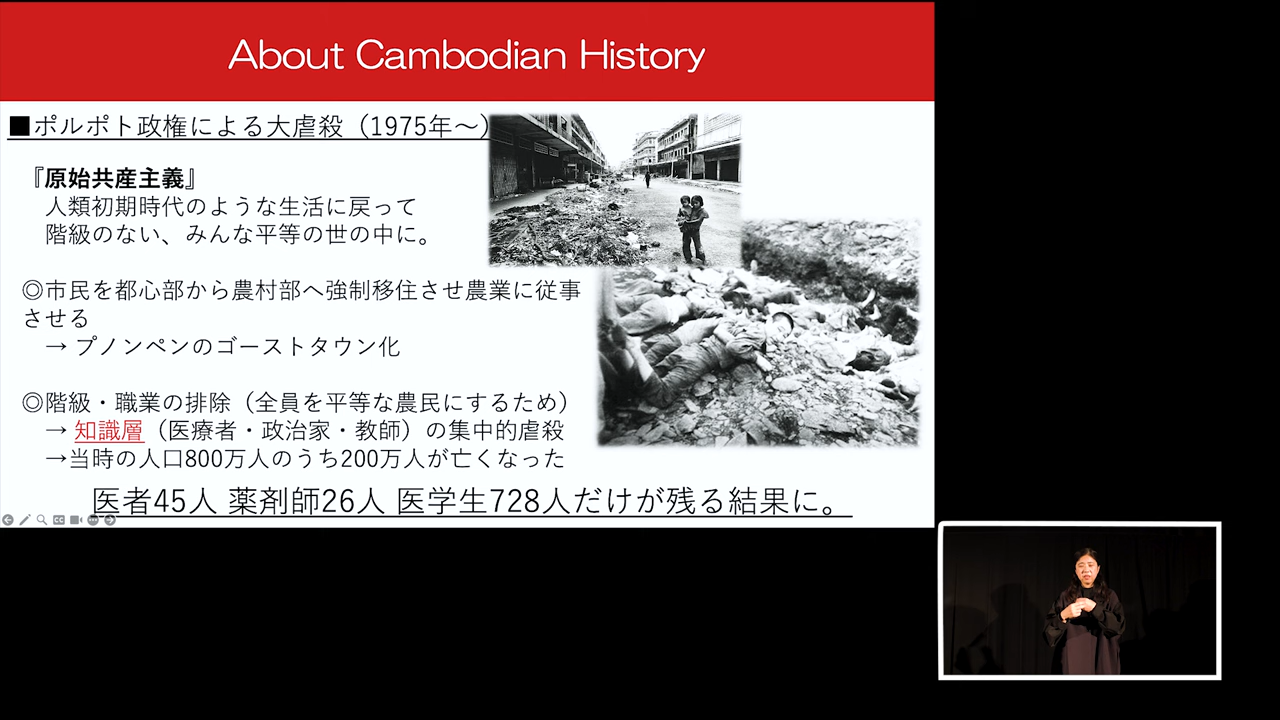 About Cambodian History
■ポルポト政権による大虐殺（1975年～）
『原始共産主義』
人類初期時代のような生活に戻って
階級のない、みんな平等の世の中に。
◎市民を都心部から農村部へ強制移住させ農業に従事
させる
→ プノンペンのゴーストタウン化
◎階級・職業の排除（全員を平等な農民にするため）
→ 知識層（医療者・政治家・教師）の集中的虐殺
→当時の人口800万人のうち200万人が亡くなった
医者45人 薬剤師26人 医学生728人だけが残る結果に。